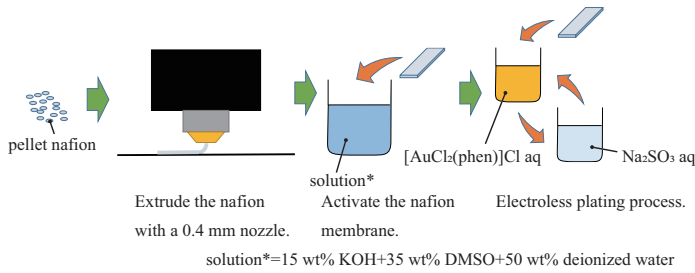 pellet nafion
[AuCl₂(phen)]Cl aq
Na₂SO₃ aq
solution*
Extrude the nafion
with a 0.4 mm nozzle.
Activate the nafion
membrane.
Electroless plating process.
solution*=15 wt% KOH+35 wt% DMSO+50 wt% deionized water